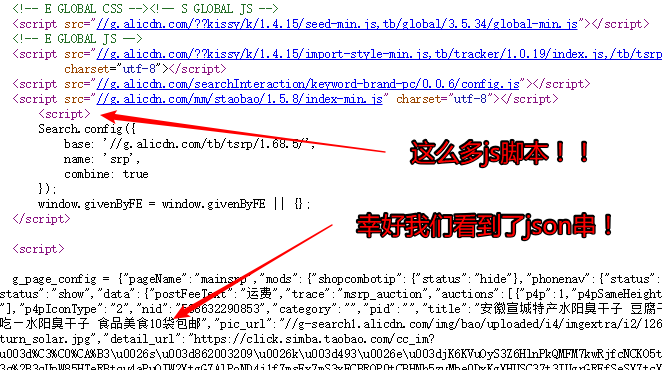 <!-- E GLOBAL CSS --><!-- S GLOBAL JS -->
<script src="//g.alicdn.com/??kissy/k/1.4.15/seed-min.js,tb/global/3.5.34/global-min.js"></script>
<!-- E GLOBAL JS -->
<script src="//g.alicdn.com/??kissy/k/1.4.15/import-style-min.js,tb/tracker/1.0.19/index.js,/tb/tsrp
charset="utf-8"></script>
<script src="//g.alicdn.com/searchInteraction/keyword-brand-pc/0.0.6/config.js"></script>
<script src="//g.alicdn.com/mm/staobao/1.5.8/index-min.js" charset="utf-8"></script>
<script>
Search.config({
base: '//g.alicdn.com/tb/tsrp/1.68.5/',
这么多js脚本！！
name: 'srp',
combine: true
});
window.givenByFE = window.givenByFE || {};
幸好我们看到了json串！
</script>
<script>
g_page_config = {"pageName":"mainsrp","mods":{"shopcombotip":{"status":"hide"},"phonenav":{"status":
status":"show","data":{"postFeeText":"运费","trace":"msrp_auction","auctions":[{"p4p":1,"p4pSameHeight
"],"p4pIconType":"2","nid":"536632290853","category":"","pid":"","title":"安徽宣城特产水阳臭干子 豆腐干
吃一水阳臭干子 食品美食10袋包邮","pic_url":"//g-search1.alicdn.com/img/bao/uploaded/i4/imgextra/i2/126
turn_solar.jpg","detail_url":"https://click.simba.taobao.com/cc_im?
\u003d%C3%C0%CA%B3\u0026s\u003d862003209\u0026k\u003d493\u0026e\u003djK6KVuOyS3Z6HlnPkQMFM7kwRjfcNCK05t